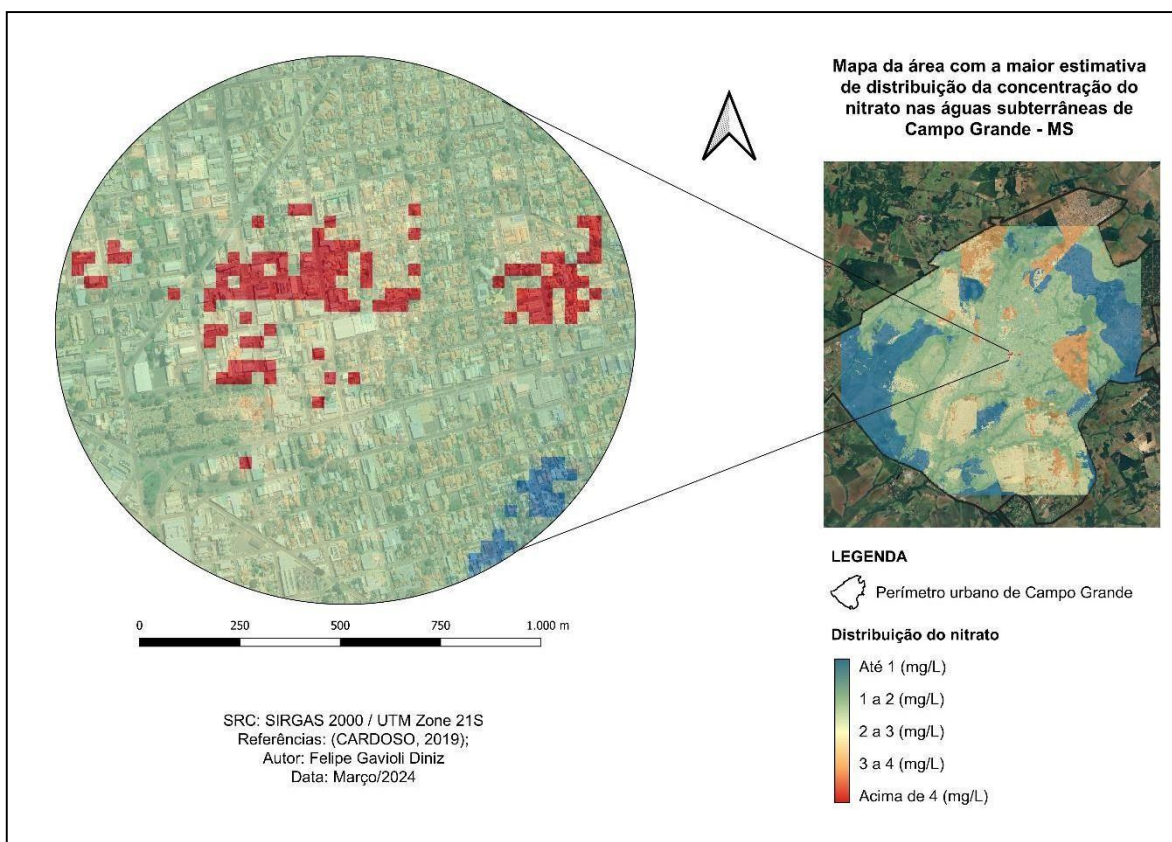 Mapa da área com a maior estimativa
de distribuição da concentração do
nitrato nas águas subterrâneas de
Campo Grande - MS
LEGENDA
Perímetro urbano de Campo Grande
Distribuição do nitrato
Até 1 (mg/L)
1 a 2 (mg/L)
2 a 3 (mg/L)
3 a 4 (mg/L)
Acima de 4 (mg/L)
0 250 500 750 1.000 m
SRC: SIRGAS 2000 / UTM Zone 21S
Referências: (CARDOSO, 2019);
Autor: Felipe Gavioli Diniz
Data: Março/2024